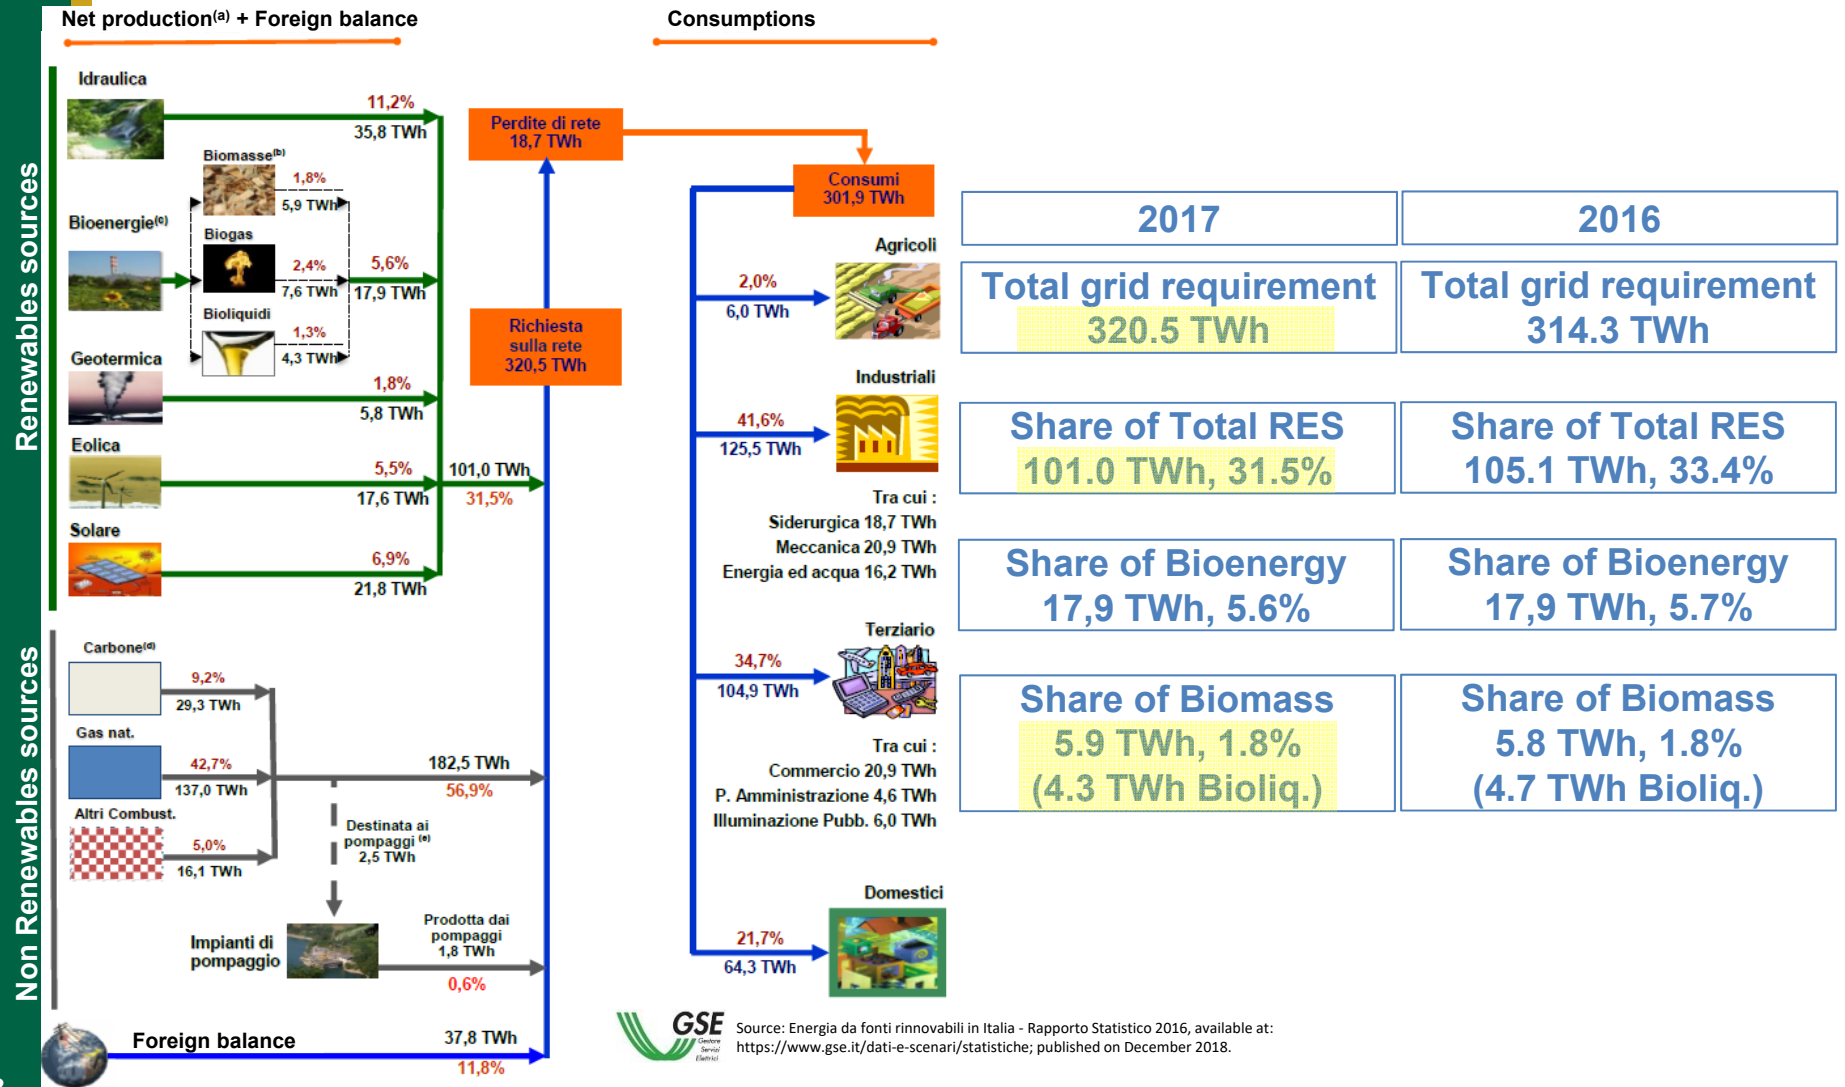 Net production(a) + Foreign balance
Consumptions
Renewables sources
Idraulica
11,2%
35,8 TWh
Biomasse(b)
1,8%
5,9 TWh
Bioenergie(c)
Biogas
2,4%
7,6 TWh
5,6%
17,9 TWh
Bioliquidi
1,3%
4,3 TWh
Geotermica
1,8%
5,8 TWh
Eolica
5,5%
17,6 TWh
101,0 TWh
31,5%
Solare
6,9%
21,8 TWh
Non Renewables sources
Carbone(d)
9,2%
29,3 TWh
Gas nat.
42,7%
137,0 TWh
182,5 TWh
56,9%
Altri Combust.
5,0%
16,1 TWh
Destinata ai
pompaggi (e)
2,5 TWh
Impianti di
pompaggio
Prodotta dai
pompaggi
1,8 TWh
0,6%
Foreign balance
37,8 TWh
11,8%
Perdite di rete
18,7 TWh
Richiesta
sulla rete
320,5 TWh
Consumi
301,9 TWh
Agricoli
2,0%
6,0 TWh
Industriali
41,6%
125,5 TWh
Tra cui :
Siderurgica 18,7 TWh
Meccanica 20,9 TWh
Energia ed acqua 16,2 TWh
Terziario
34,7%
104,9 TWh
Tra cui :
Commercio 20,9 TWh
P. Amministrazione 4,6 TWh
Illuminazione Pubb. 6,0 TWh
Domestici
21,7%
64,3 TWh
2017
2016
Total grid requirement
320.5 TWh
Total grid requirement
314.3 TWh
Share of Total RES
101.0 TWh, 31.5%
Share of Total RES
105.1 TWh, 33.4%
Share of Bioenergy
17,9 TWh, 5.6%
Share of Bioenergy
17,9 TWh, 5.7%
Share of Biomass
5.9 TWh, 1.8%
(4.3 TWh Bioliq.)
Share of Biomass
5.8 TWh, 1.8%
(4.7 TWh Bioliq.)
GSE
Gestore
Servizi
Elettrici
Source: Energia da fonti rinnovabili in Italia - Rapporto Statistico 2016, available at:
https://www.gse.it/dati-e-scenari/statistiche; published on December 2018.